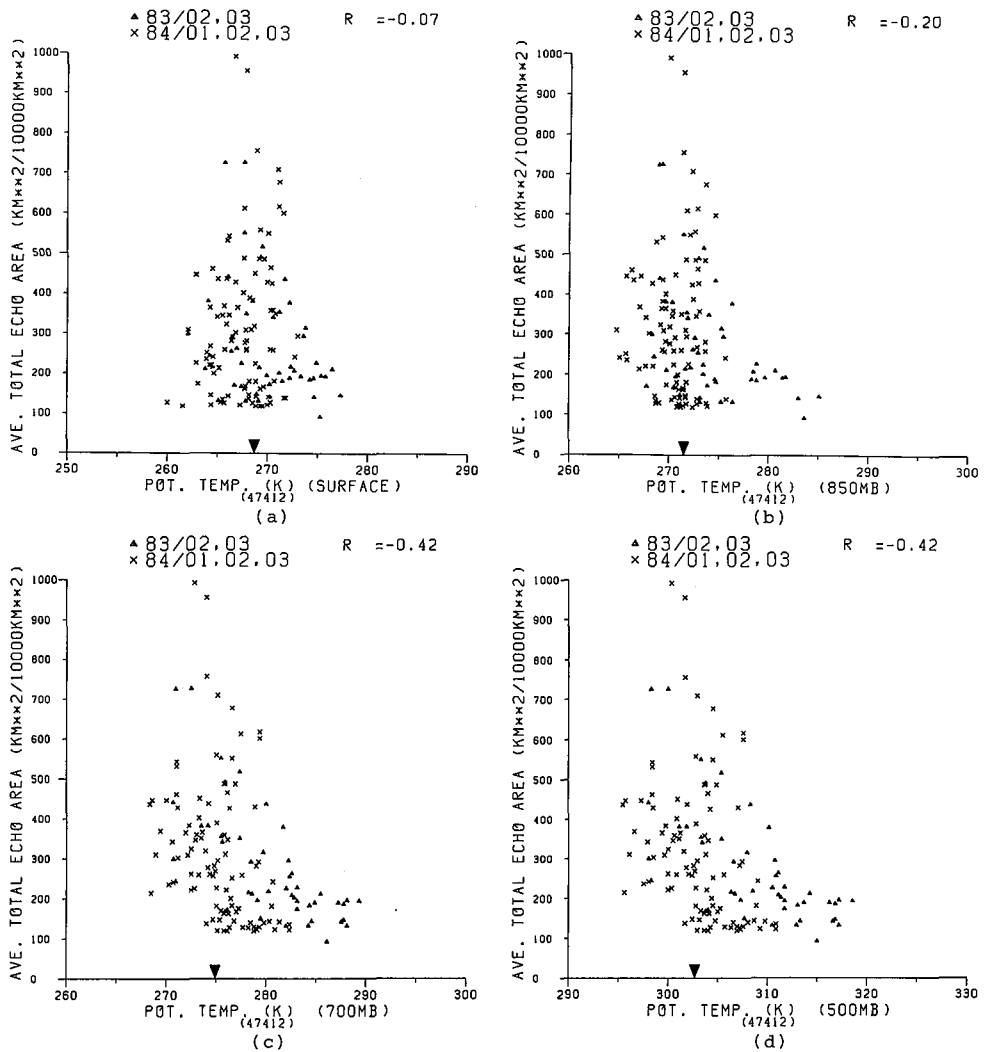 ▲ 83/02,03 R =-0.07
× 84/01,02,03
AVE. TOTAL ECHO AREA (KM××2/10000KM××2)
1000
900
800
700
600
500
400
300
200
100
0
250 260 270 280 290
POT. TEMP. (K) (SURFACE)
(47412)
(a)
▲ 83/02,03 R =-0.20
× 84/01,02,03
AVE. TOTAL ECHO AREA (KM××2/10000KM××2)
1000
900
800
700
600
500
400
300
200
100
0
260 270 280 290 300
POT. TEMP. (K) (850MB)
(47412)
(b)
▲ 83/02,03 R =-0.42
× 84/01,02,03
AVE. TOTAL ECHO AREA (KM××2/10000KM××2)
1000
900
800
700
600
500
400
300
200
100
0
260 270 280 290 300
POT. TEMP. (K) (700MB)
(47412)
(c)
▲ 83/02,03 R =-0.42
× 84/01,02,03
AVE. TOTAL ECHO AREA (KM××2/10000KM××2)
1000
900
800
700
600
500
400
300
200
100
0
290 300 310 320 330
POT. TEMP. (K) (500MB)
(47412)
(d)